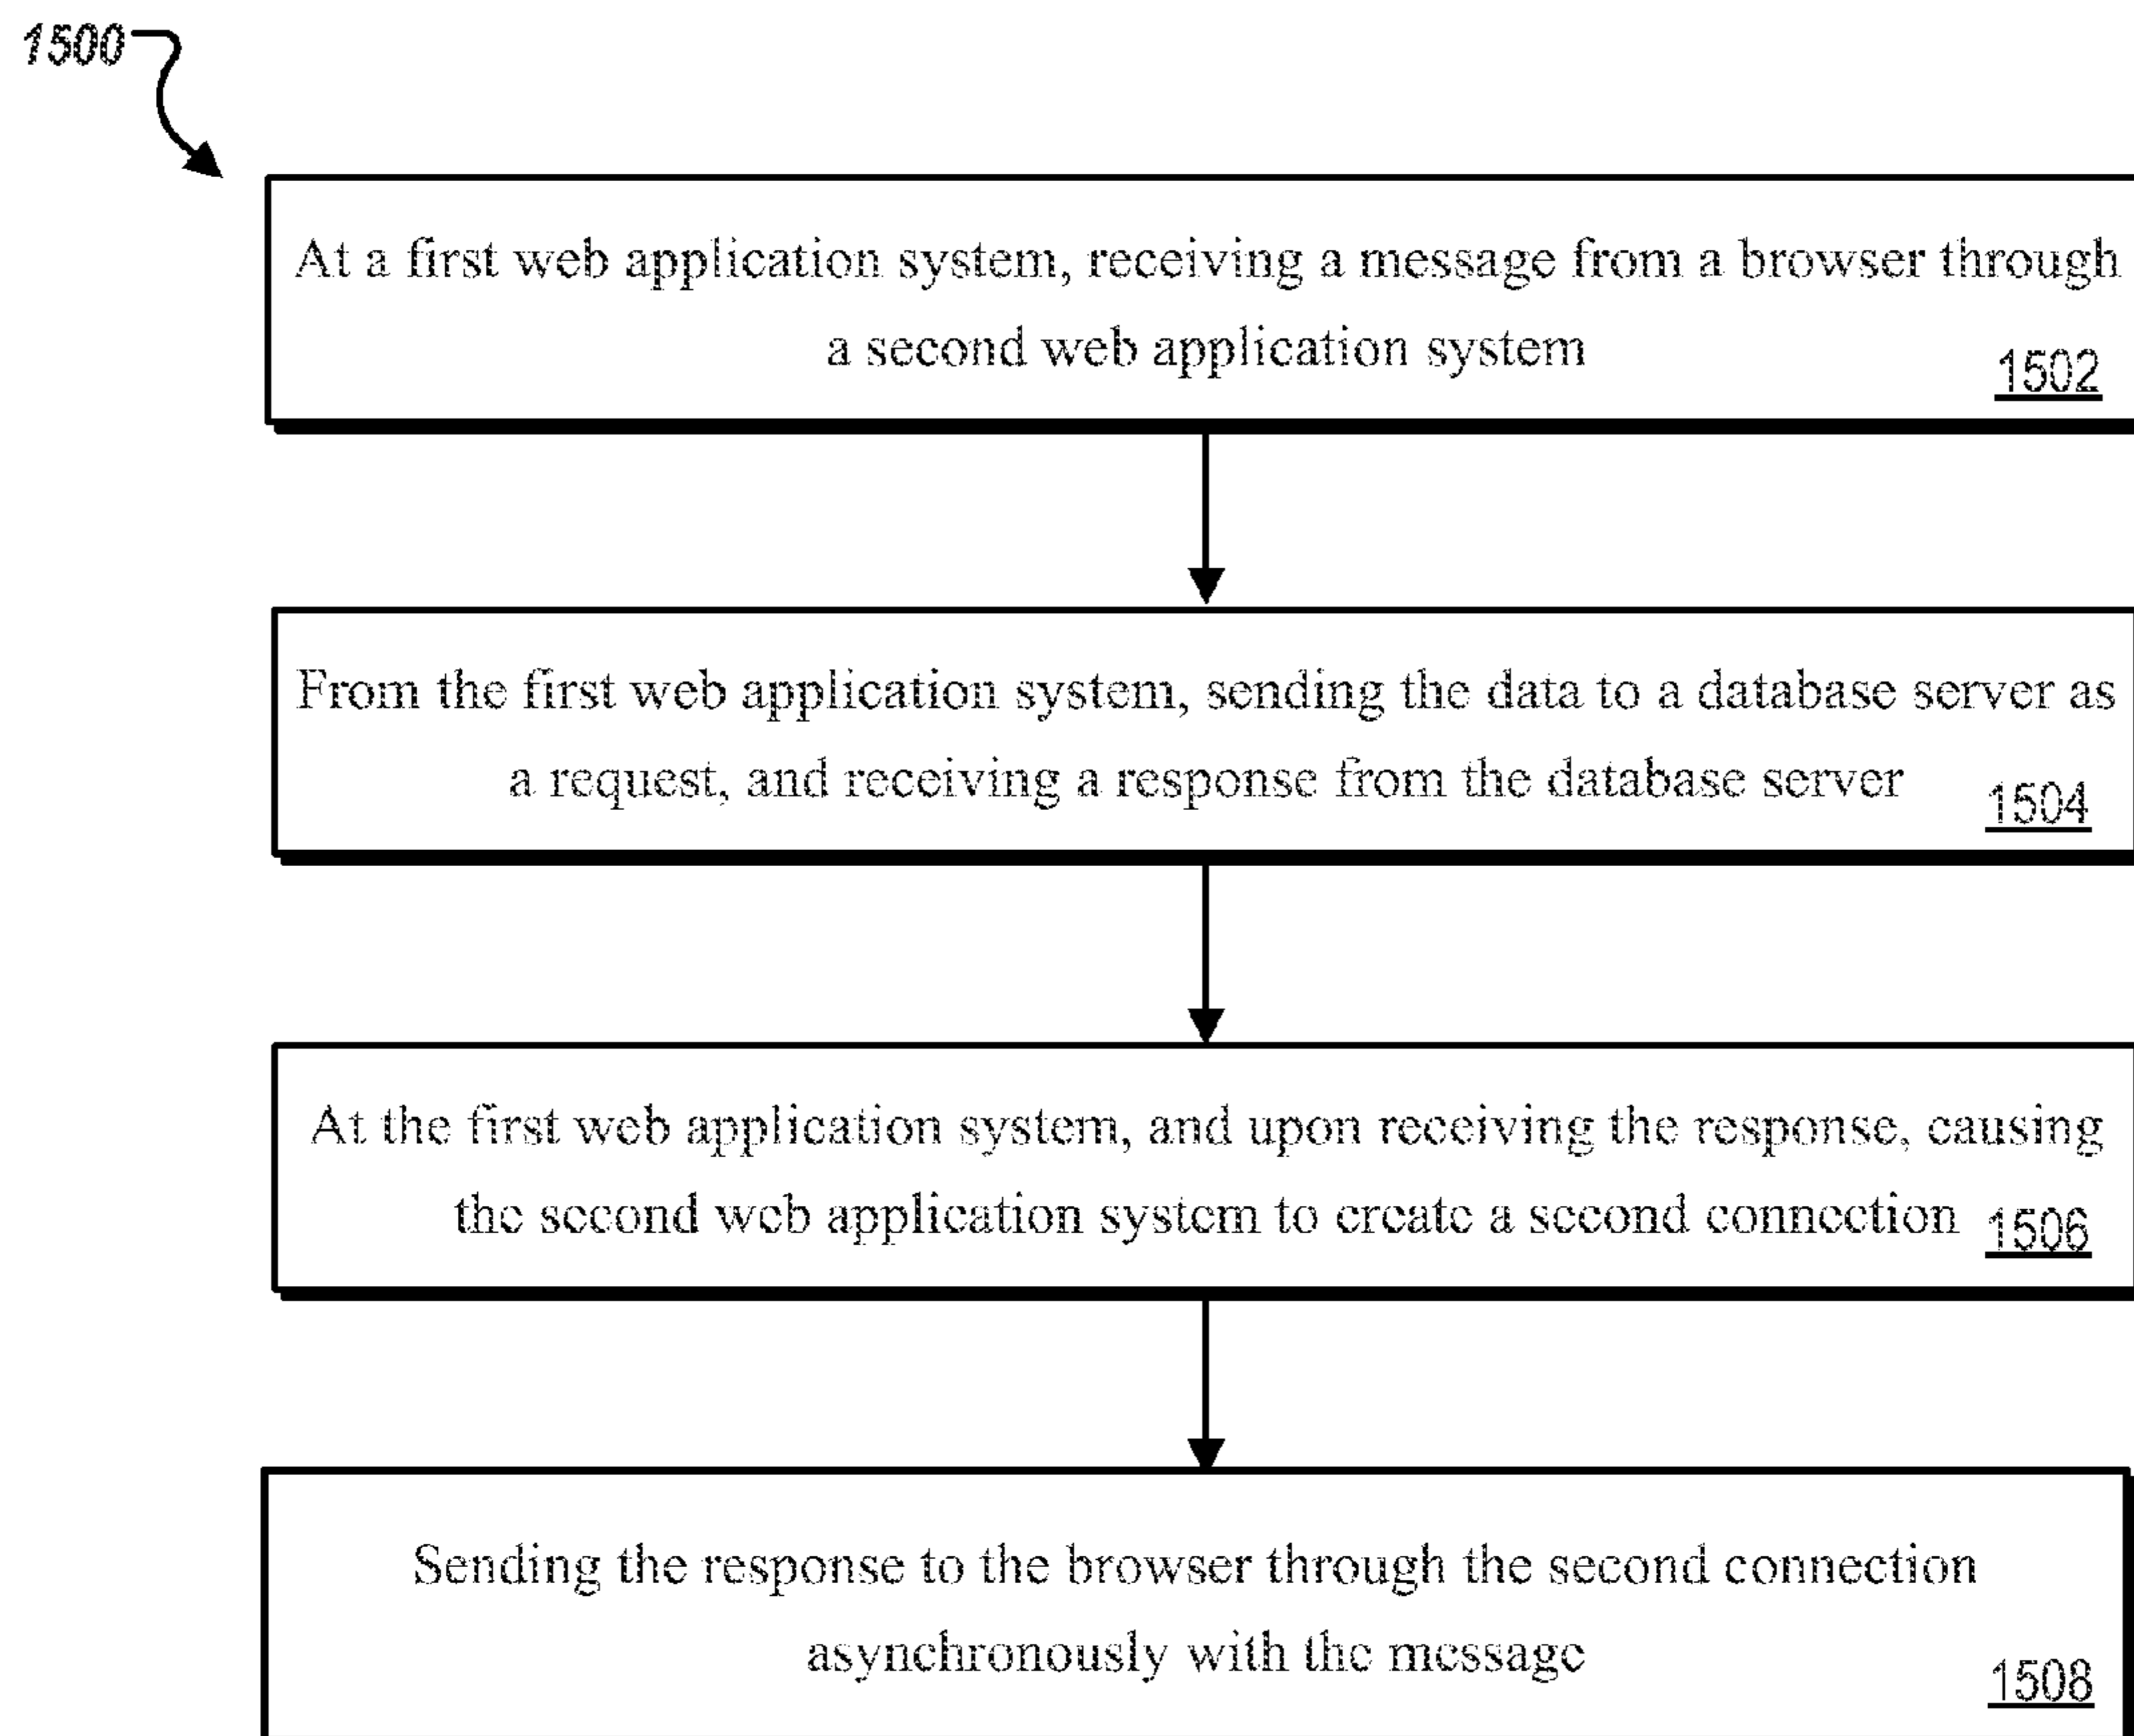 1500
At a first web application system, receiving a message from a browser through
a second web application system
1502
From the first web application system, sending the data to a database server as
a request, and receiving a response from the database server
1504
At the first web application system, and upon receiving the response, causing
the second web application system to create a second connection
1506
Sending the response to the browser through the second connection
asynchronously with the message
1508